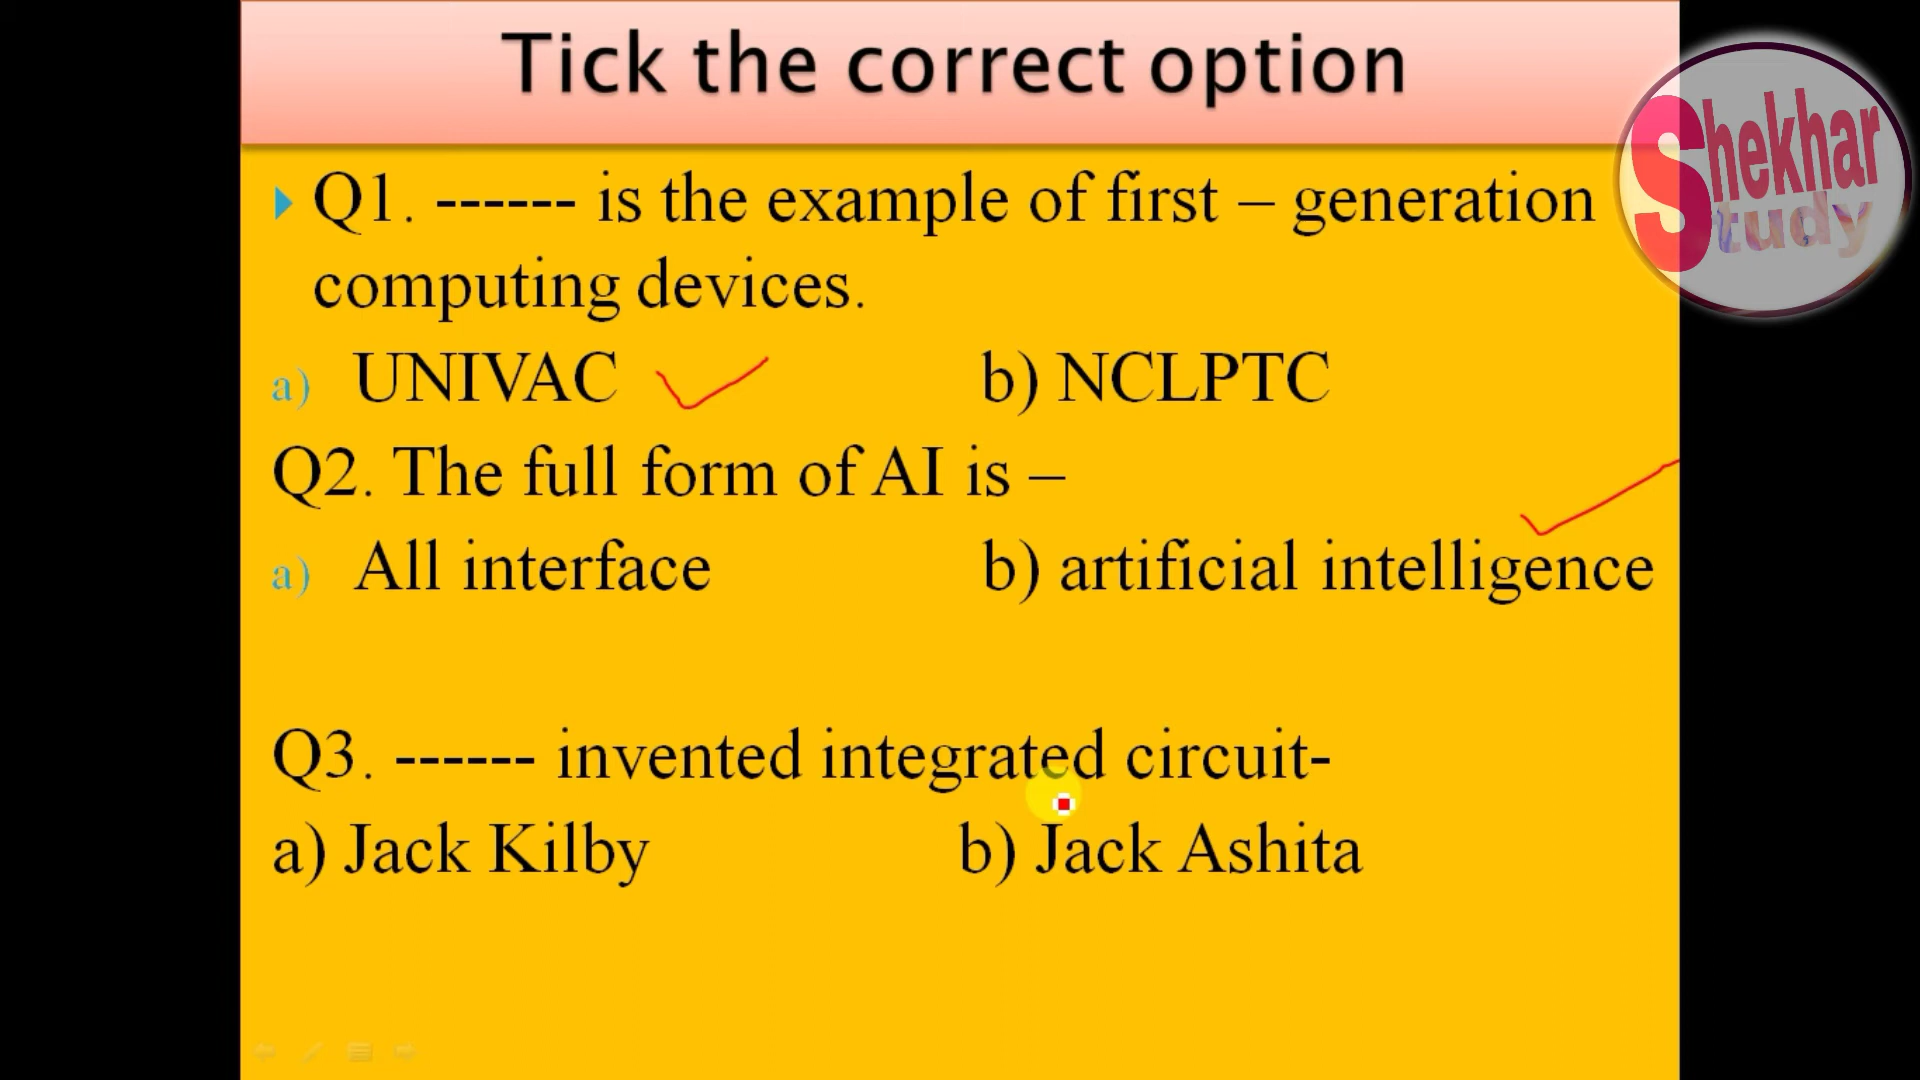 Tick the correct option
Shekhar
Study
Q1. ------ is the example of first – generation
computing devices.
a) UNIVAC b) NCLPTC
Q2. The full form of AI is –
a) All interface b) artificial intelligence
Q3. ------ invented integrated circuit-
a) Jack Kilby b) Jack Ashita